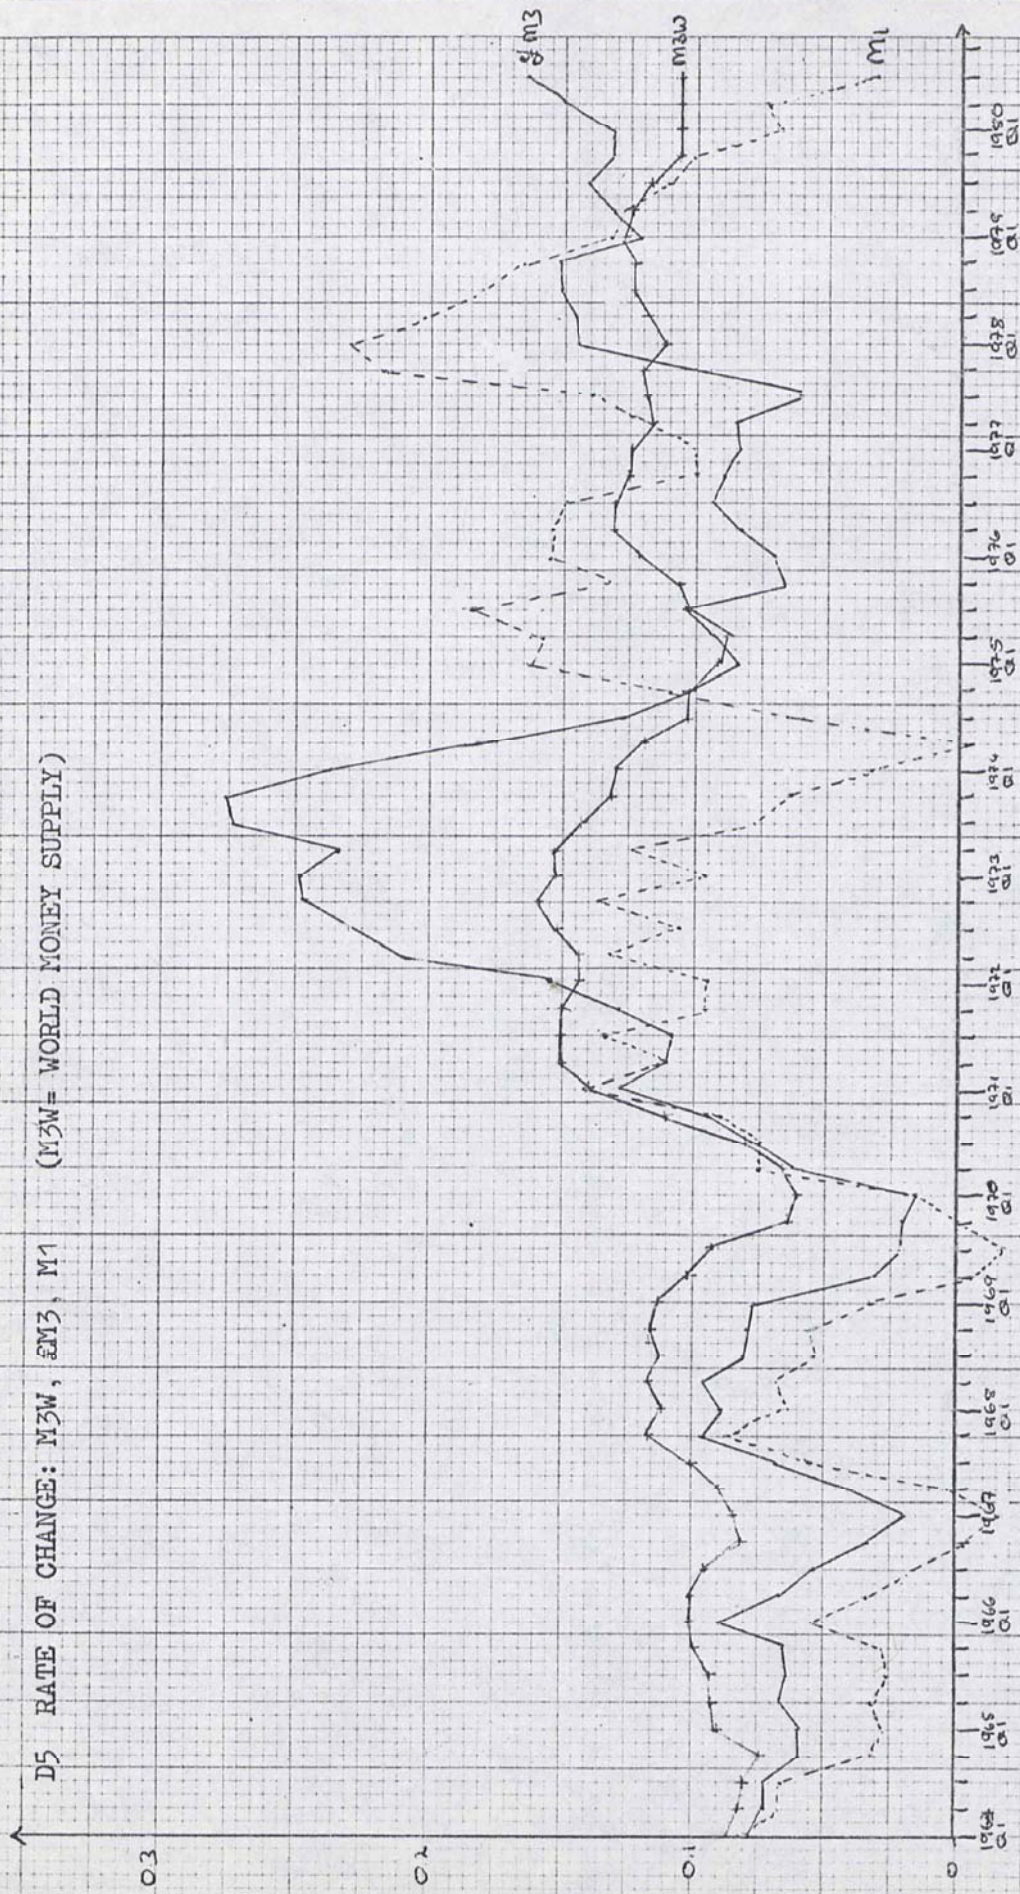 D5 RATE OF CHANGE: M3W, £M3, M1 (M3W= WORLD MONEY SUPPLY)
0.3
0.2
0.1
0
£M3
M3W
M1
1964 1965 1966 1967 1968 1969 1970 1971 1972 1973 1974 1975 1976 1977 1978 1979 1980
Q1 Q1 Q1 Q1 Q1 Q1 Q1 Q1 Q1 Q1 Q1 Q1 Q1 Q1 Q1 Q1